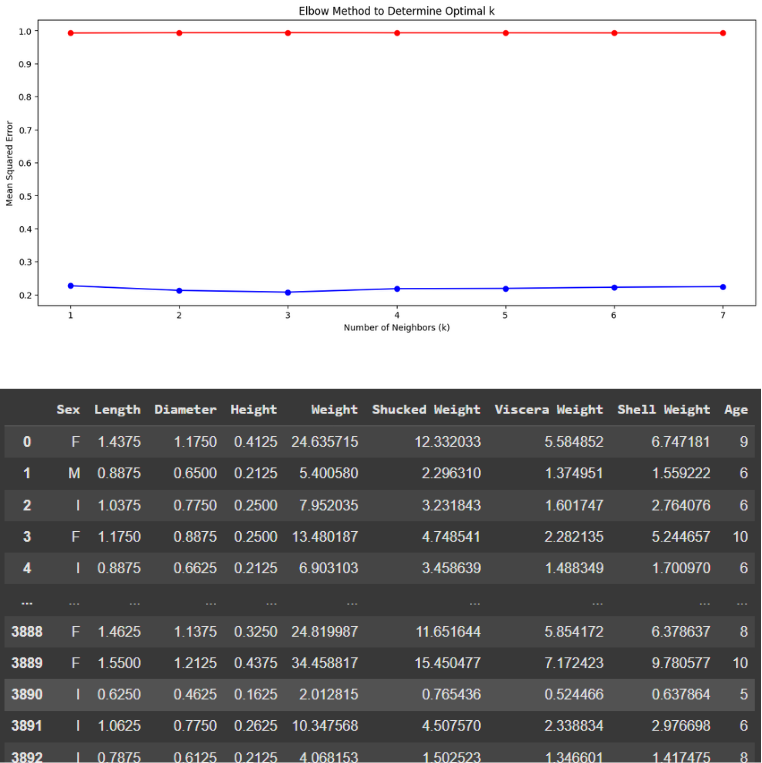 Elbow Method to Determine Optimal k
1.0
0.9
0.8
0.7
0.6
0.5
0.4
0.3
0.2
Mean Squared Error
1 2 3 4 5 6 7
Number of Neighbors (k)
Sex Length Diameter Height Weight Shucked Weight Viscera Weight Shell Weight Age
0 F 1.4375 1.1750 0.4125 24.635715 12.332033 5.584852 6.747181 9
1 M 0.8875 0.6500 0.2125 5.400580 2.296310 1.374951 1.559222 6
2 I 1.0375 0.7750 0.2500 7.952035 3.231843 1.601747 2.764076 6
3 F 1.1750 0.8875 0.2500 13.480187 4.748541 2.282135 5.244657 10
4 I 0.8875 0.6625 0.2125 6.903103 3.458639 1.488349 1.700970 6
... ... ... ... ... ... ... ... ... ...
3888 F 1.4625 1.1375 0.3250 24.819987 11.651644 5.854172 6.378637 8
3889 F 1.5500 1.2125 0.4375 34.458817 15.450477 7.172423 9.780577 10
3890 I 0.6250 0.4625 0.1625 2.012815 0.765436 0.524466 0.637864 5
3891 I 1.0625 0.7750 0.2625 10.347568 4.507570 2.338834 2.976698 6
3892 I 0.7875 0.6125 0.2125 4.068153 1.502523 1.346601 1.417475 8